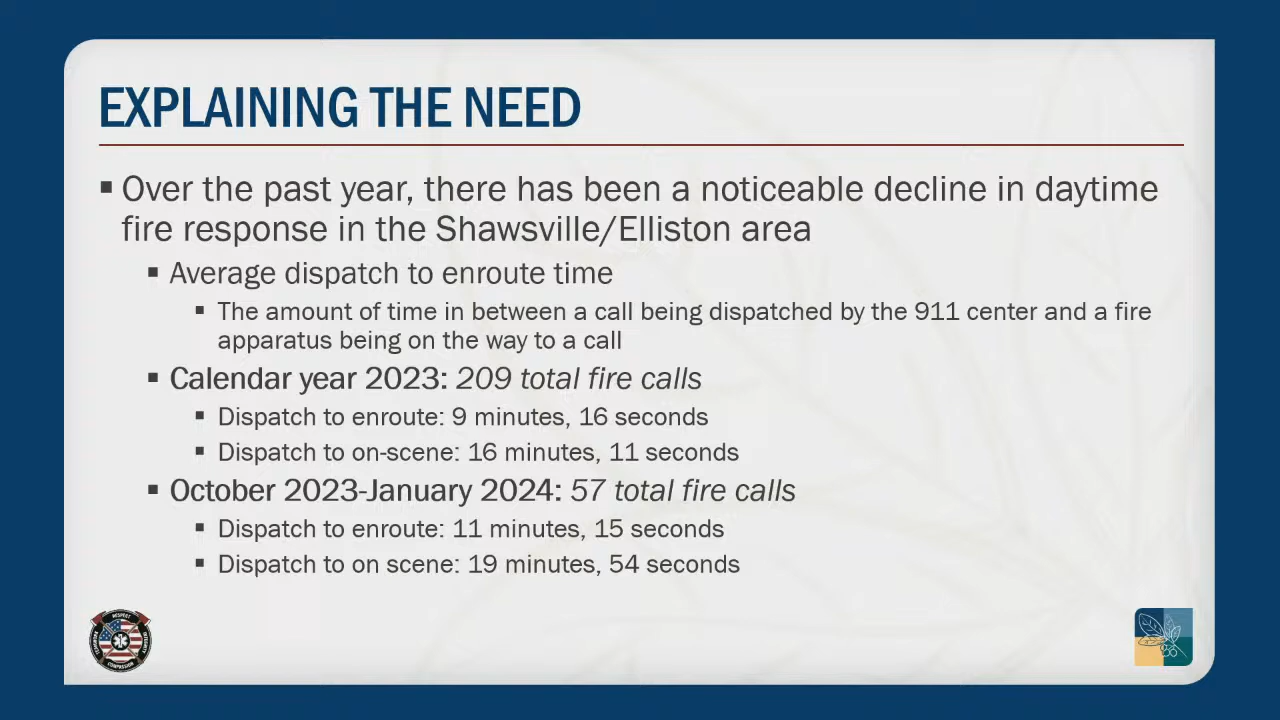 EXPLAINING THE NEED
▪ Over the past year, there has been a noticeable decline in daytime
fire response in the Shawsville/Elliston area
▪ Average dispatch to enroute time
▪ The amount of time in between a call being dispatched by the 911 center and a fire
apparatus being on the way to a call
▪ Calendar year 2023: 209 total fire calls
▪ Dispatch to enroute: 9 minutes, 16 seconds
▪ Dispatch to on-scene: 16 minutes, 11 seconds
▪ October 2023-January 2024: 57 total fire calls
▪ Dispatch to enroute: 11 minutes, 15 seconds
▪ Dispatch to on scene: 19 minutes, 54 seconds
RESPECT
INTEGRITY
COMPASSION